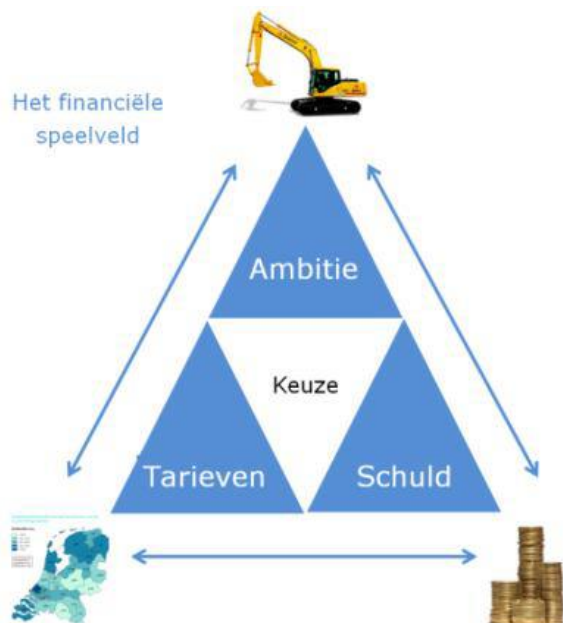 Het financiële
speelveld
Ambitie
Keuze
Tarieven
Schuld